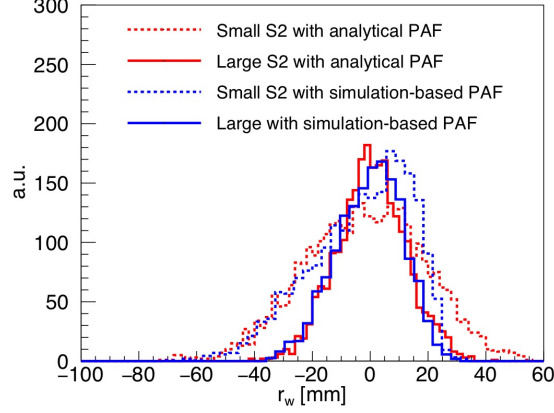 300
250
200
150
100
50
0
a.u.
Small S2 with analytical PAF
Large S2 with analytical PAF
Small S2 with simulation-based PAF
Large with simulation-based PAF
−100 −80 −60 −40 −20 0 20 40 60
r_w [mm]